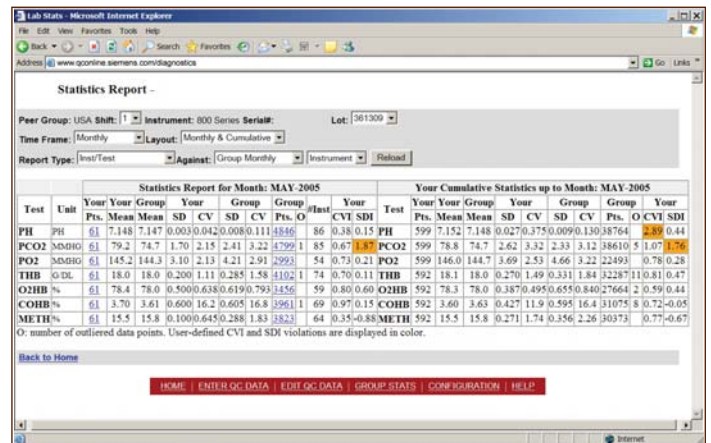 Lab Stats - Microsoft Internet Explorer
File Edit View Favorites Tools Help
Back Search Favorites
Address www.qconline.siemens.com/diagnostics Go Links
Statistics Report -
Peer Group: USA Shift: 1 Instrument: 800 Series Serial#: Lot: 361309
Time Frame: Monthly Layout: Monthly & Cumulative
Report Type: Inst/Test Against: Group Monthly Instrument Reload
Statistics Report for Month: MAY-2005 Your Cumulative Statistics up to Month: MAY-2005
Test Unit Your Your Group Your Group Group #Inst Your Test Your Your Group Your Group Group Your
Pts. Mean Mean SD CV SD CV Pts. O CVI SDI Pts. Mean Mean SD CV SD CV Pts. O CVI SDI
PH PH 61 7.148 7.147 0.003 0.042 0.008 0.111 4846 86 0.38 0.15 PH 599 7.152 7.148 0.027 0.375 0.009 0.130 38764 2.89 0.44
PCO2 MMHG 61 79.2 74.7 1.70 2.15 2.41 3.22 4799 1 85 0.67 1.87 PCO2 599 78.8 74.7 2.62 3.32 2.33 3.12 38610 5 1.07 1.76
PO2 MMHG 61 145.2 144.3 3.10 2.13 4.21 2.91 2993 54 0.73 0.21 PO2 599 146.0 144.7 3.69 2.53 4.66 3.22 22493 0.78 0.28
THB G/DL 61 18.0 18.0 0.200 1.11 0.285 1.58 4102 1 74 0.70 0.11 THB 592 18.1 18.0 0.270 1.49 0.331 1.84 32287 11 0.81 0.47
O2HB % 61 78.4 78.0 0.500 0.638 0.619 0.793 3456 59 0.80 0.60 O2HB 592 78.3 78.0 0.387 0.495 0.655 0.840 27664 2 0.59 0.44
COHB % 61 3.70 3.61 0.600 16.2 0.605 16.8 3961 1 69 0.97 0.15 COHB 592 3.60 3.63 0.427 11.9 0.595 16.4 31075 8 0.72 -0.05
METH % 61 15.5 15.8 0.100 0.645 0.288 1.83 3823 64 0.35 -0.88 METH 592 15.5 15.8 0.271 1.74 0.356 2.26 30373 0.77 -0.67
O: number of outliered data points. User-defined CVI and SDI violations are displayed in color.
Back to Home
HOME | ENTER QC DATA | EDIT QC DATA | GROUP STATS | CONFIGURATION | HELP
Internet